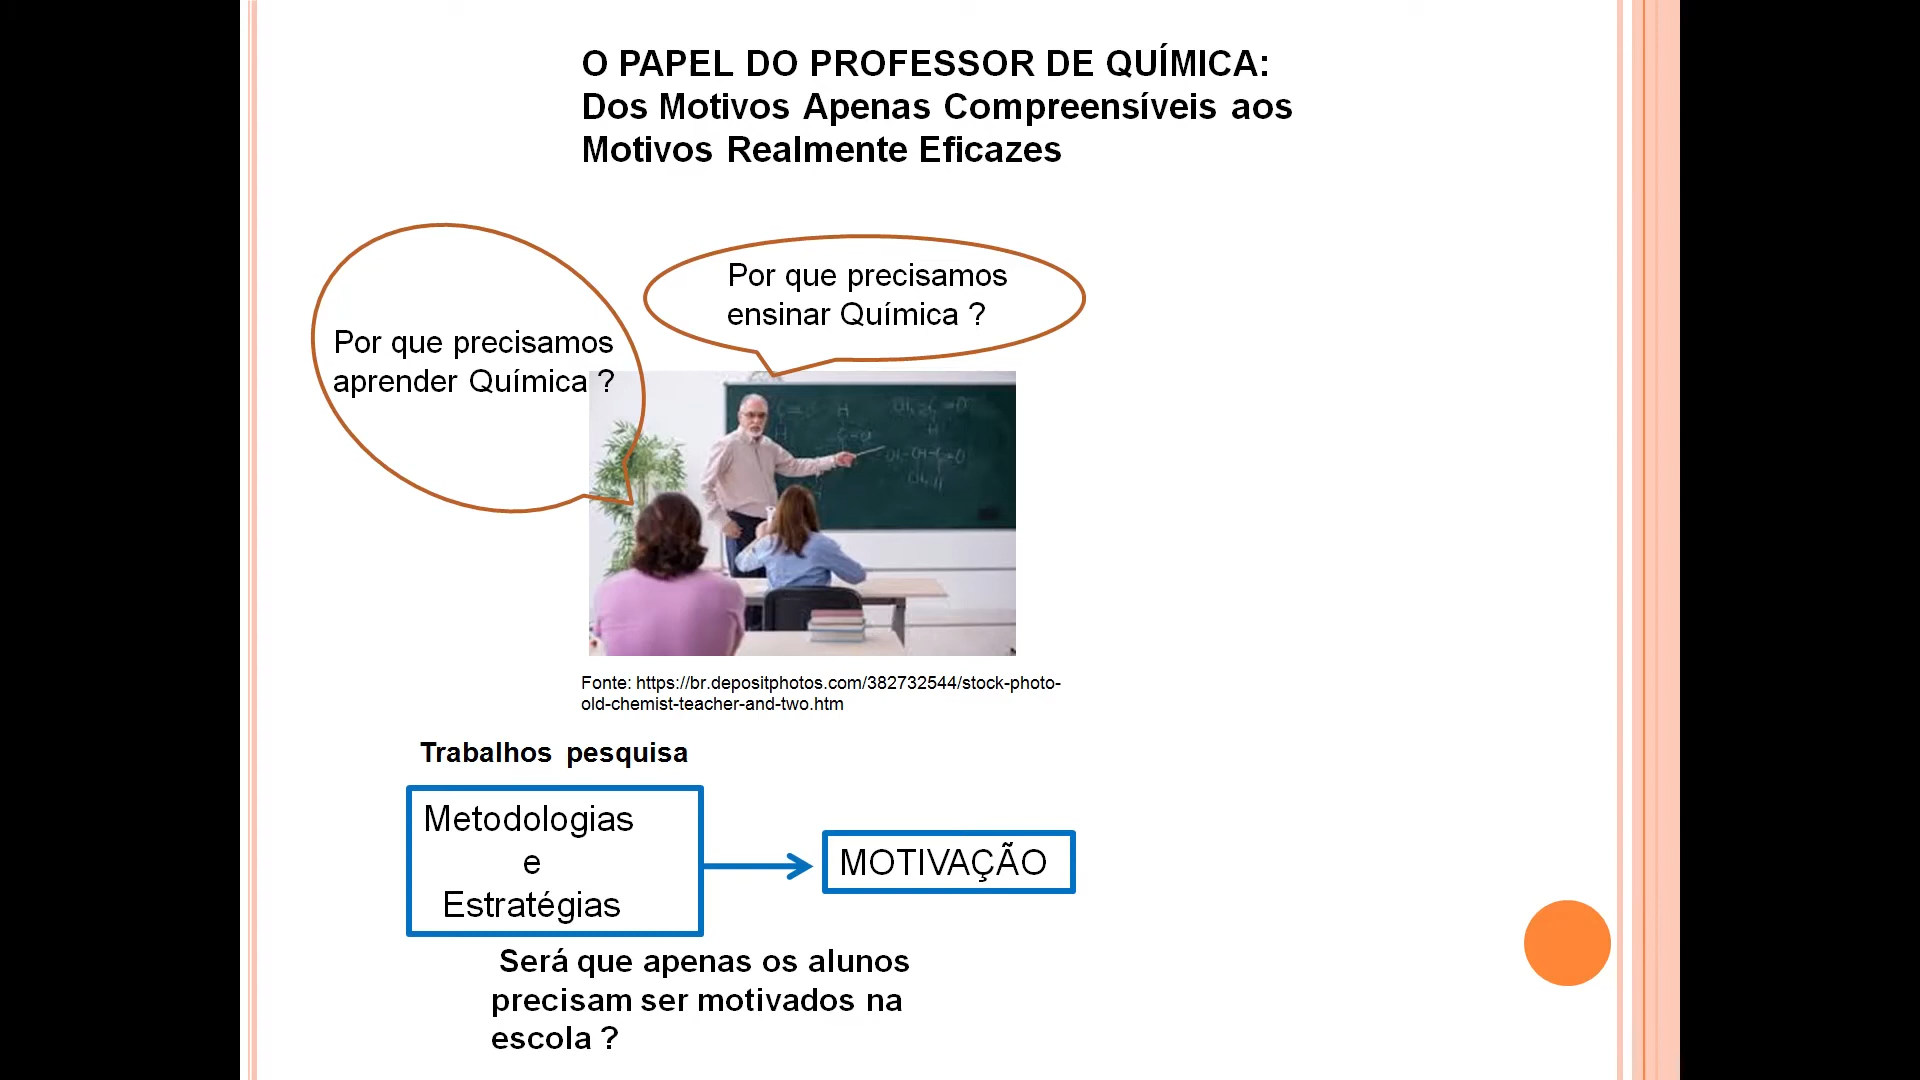 O PAPEL DO PROFESSOR DE QUÍMICA:
Dos Motivos Apenas Compreensíveis aos
Motivos Realmente Eficazes
Por que precisamos
ensinar Química ?
Por que precisamos
aprender Química ?
Fonte: https://br.depositphotos.com/382732544/stock-photo-
old-chemist-teacher-and-two.htm
Trabalhos pesquisa
Metodologias
e
Estratégias
MOTIVAÇÃO
Será que apenas os alunos
precisam ser motivados na
escola ?